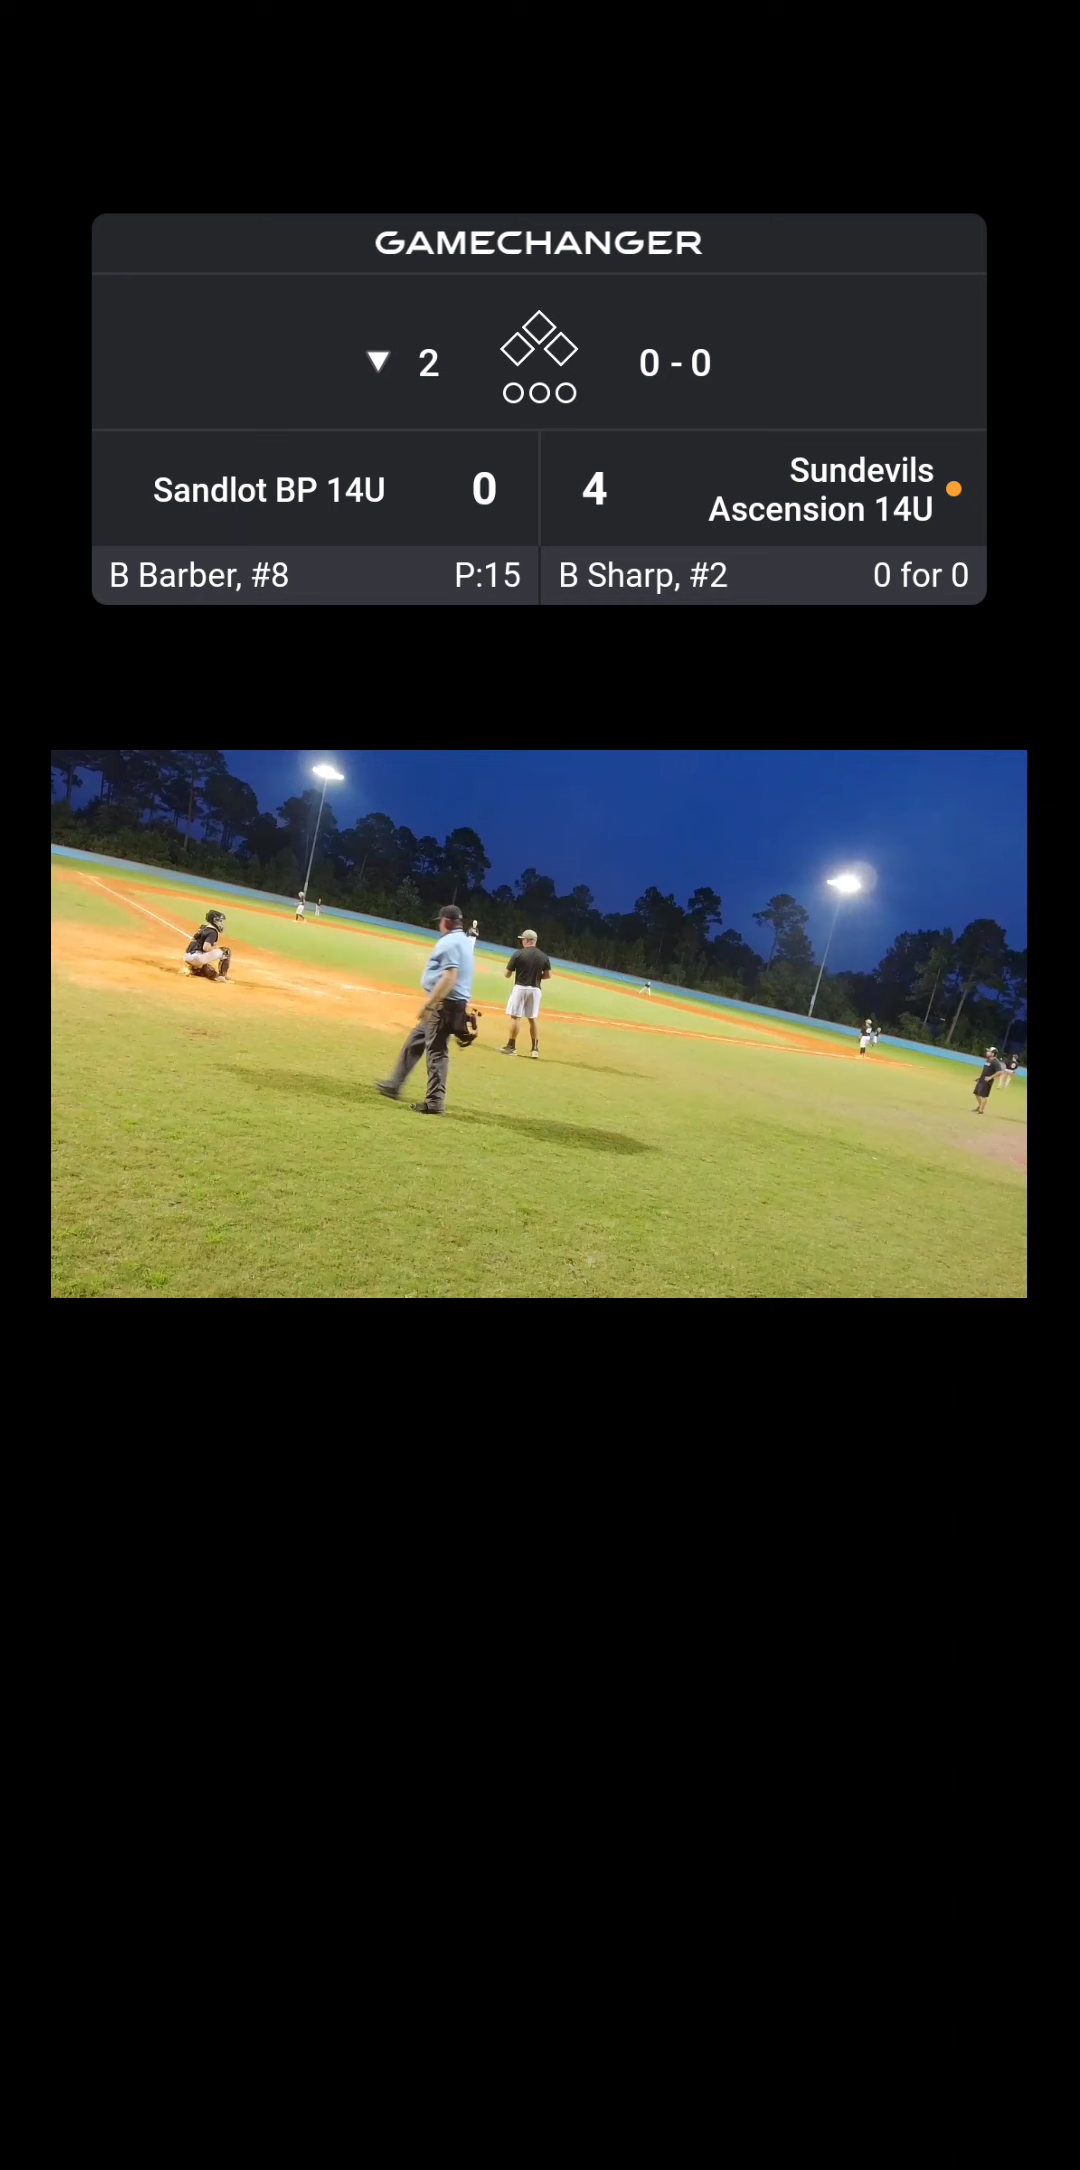 GAMECHANGER
2
0 - 0
Sandlot BP 14U
0
4
Sundevils
Ascension 14U
B Barber, #8
P:15
B Sharp, #2
0 for 0